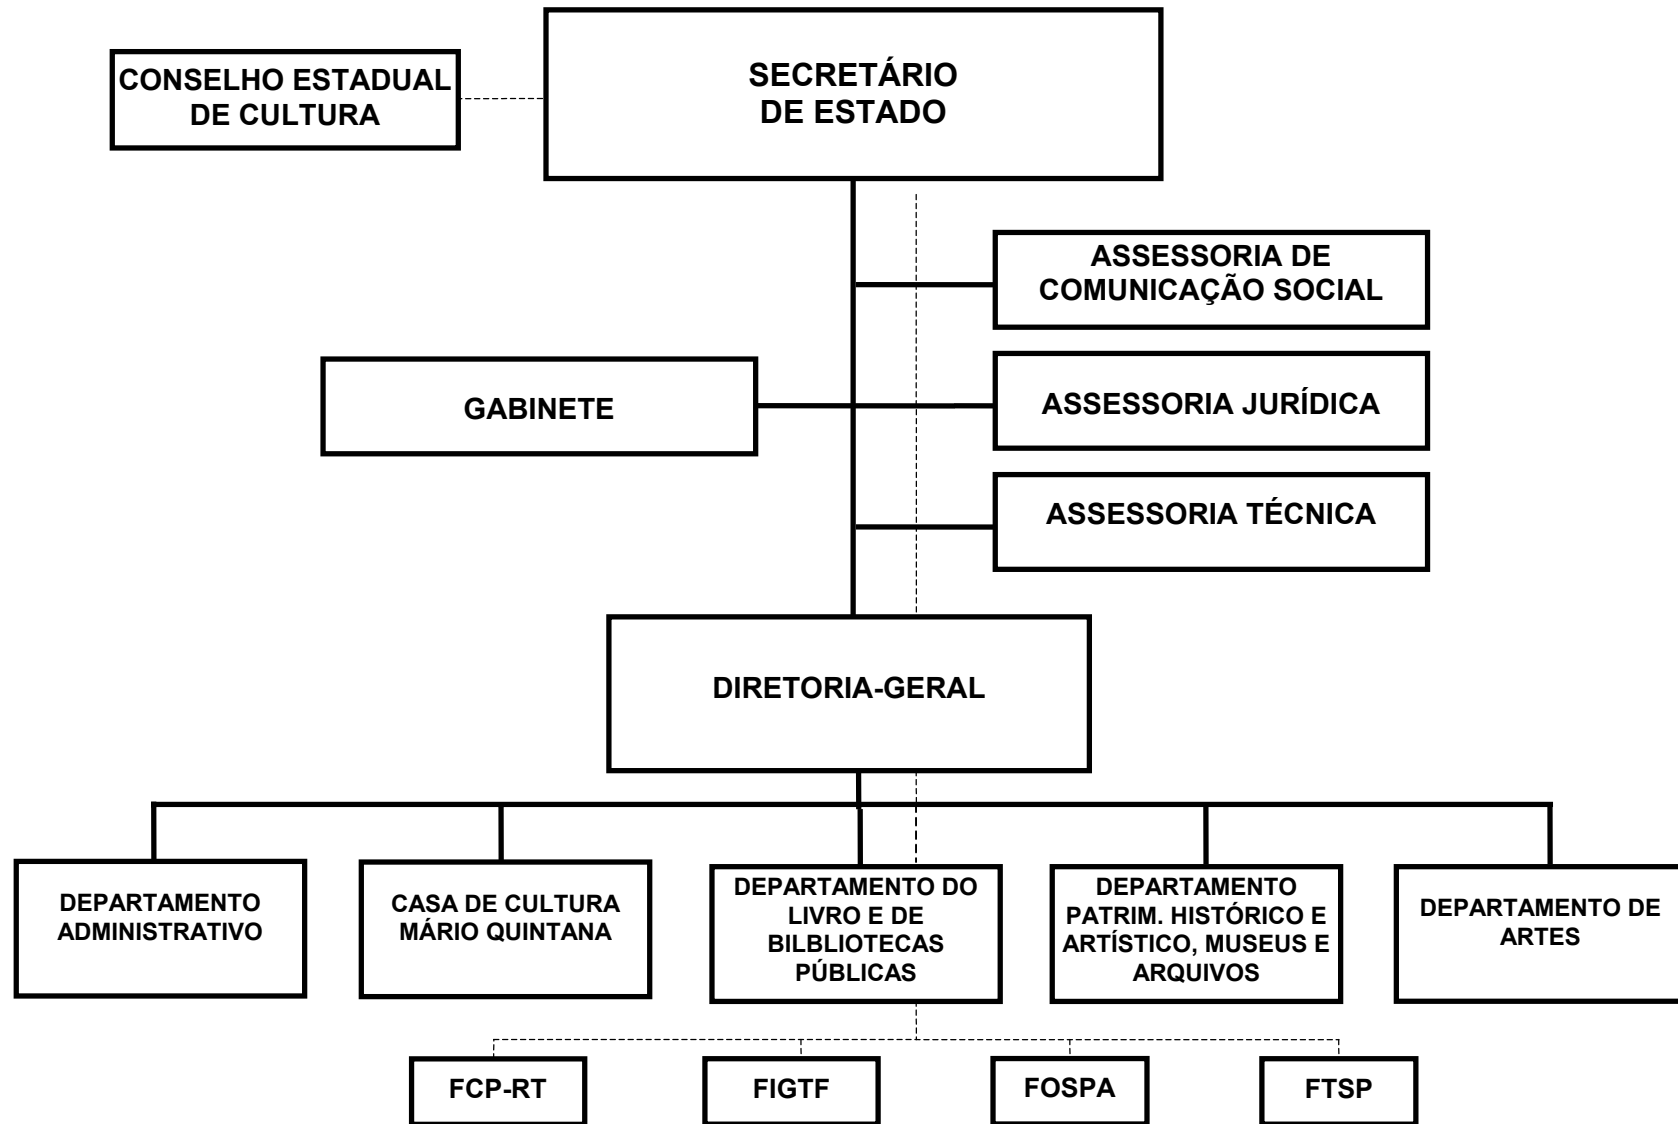 CONSELHO ESTADUAL
DE CULTURA
SECRETÁRIO
DE ESTADO
ASSESSORIA DE
COMUNICAÇÃO SOCIAL
GABINETE
ASSESSORIA JURÍDICA
ASSESSORIA TÉCNICA
DIRETORIA-GERAL
DEPARTAMENTO
ADMINISTRATIVO
CASA DE CULTURA
MÁRIO QUINTANA
DEPARTAMENTO DO
LIVRO E DE
BILBLIOTECAS
PÚBLICAS
DEPARTAMENTO
PATRIM. HISTÓRICO E
ARTÍSTICO, MUSEUS E
ARQUIVOS
DEPARTAMENTO DE
ARTES
FCP-RT
FIGTF
FOSPA
FTSP